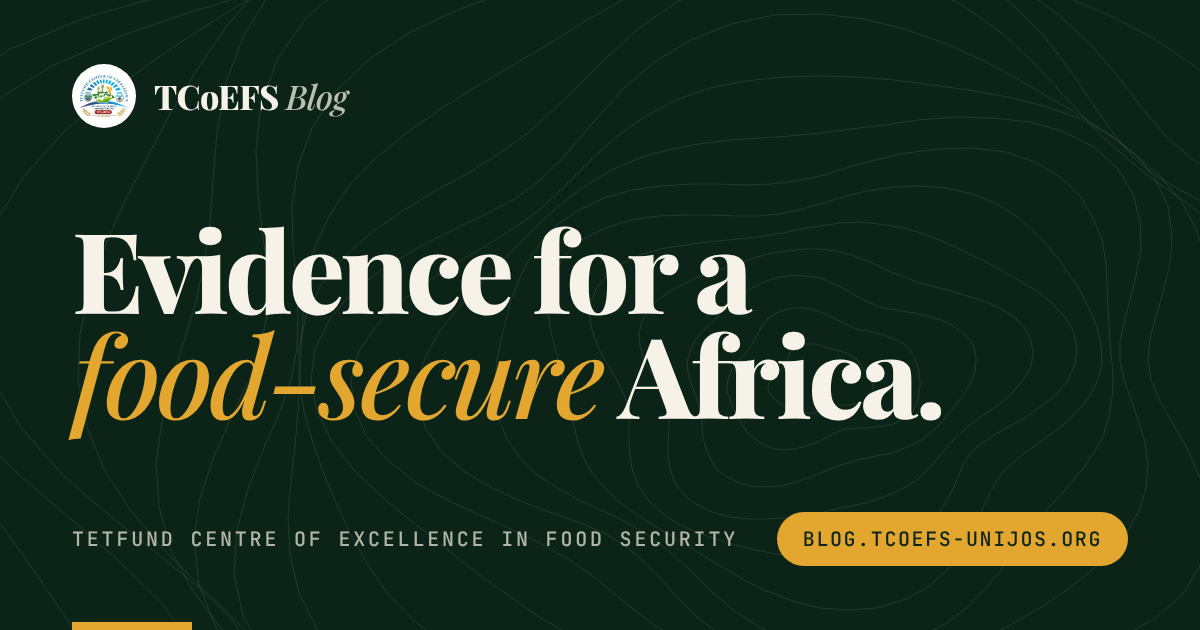 TCoEFS Blog
Evidence for a
food-secure Africa.
TETFUND CENTRE OF EXCELLENCE IN FOOD SECURITY
BLOG.TCOEFS-UNIJOS.ORG